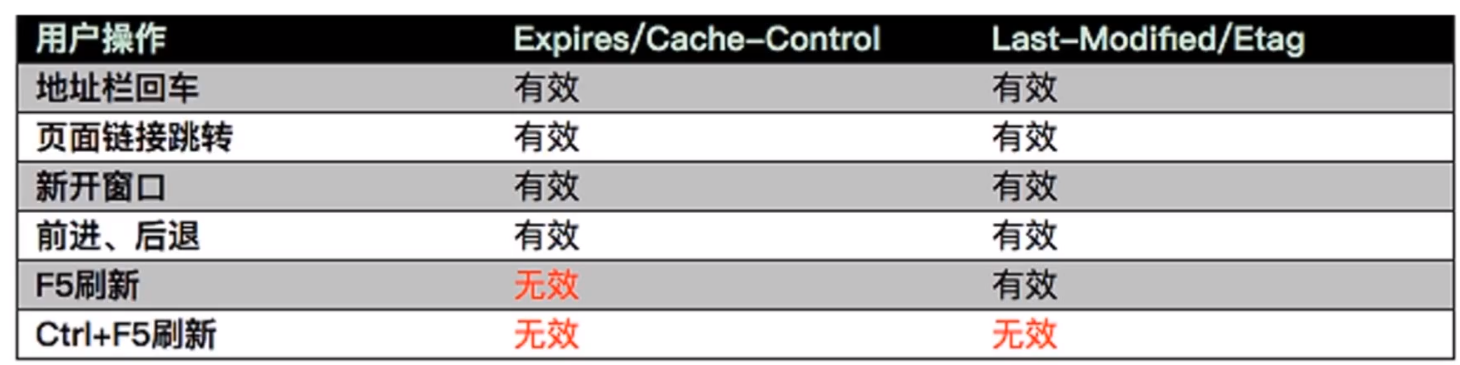 用户操作 Expires/Cache-Control Last-Modified/Etag
地址栏回车 有效 有效
页面链接跳转 有效 有效
新开窗口 有效 有效
前进、后退 有效 有效
F5刷新 无效 有效
Ctrl+F5刷新 无效 无效